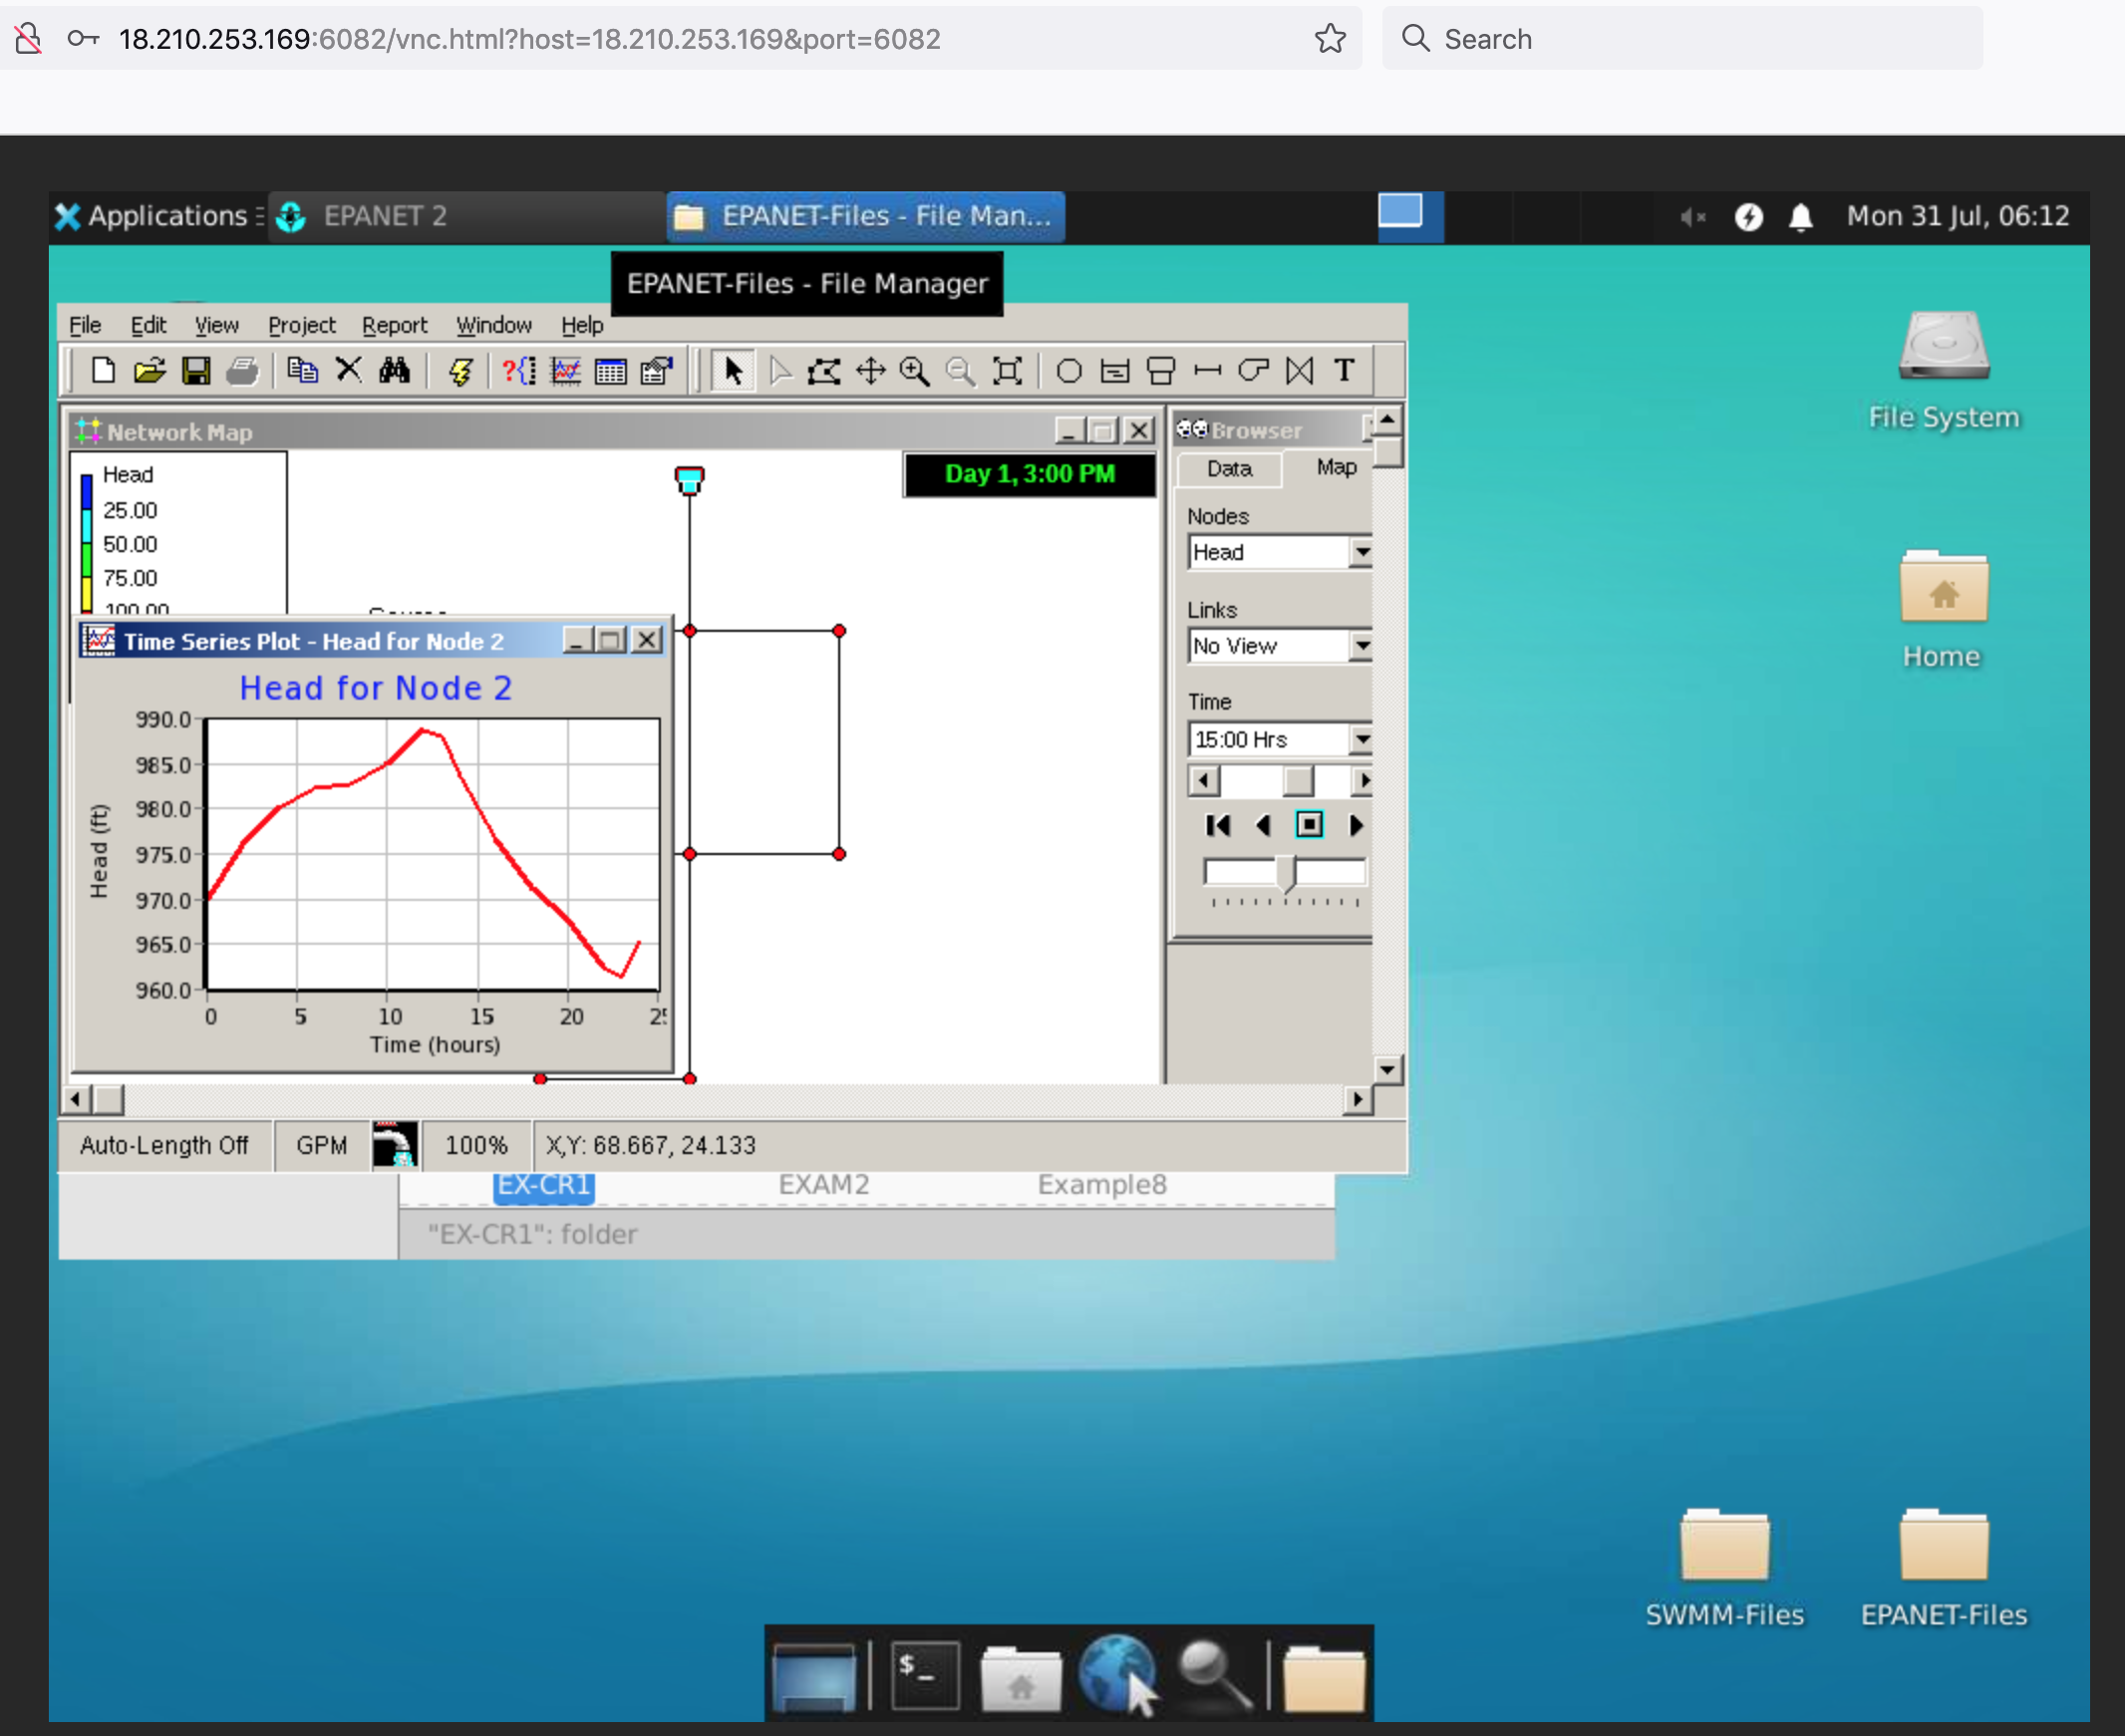 18.210.253.169:6082/vnc.html?host=18.210.253.169&port=6082
Search
Applications
EPANET 2
EPANET-Files - File Man...
Mon 31 Jul, 06:12
EPANET-Files - File Manager
File Edit View Project Report Window Help
T
Network Map
Browser
Head
25.00
50.00
75.00
100.00
Day 1, 3:00 PM
Data Map
Nodes
Head
Links
No View
Time
15:00 Hrs
Time Series Plot - Head for Node 2
Head for Node 2
990.0
985.0
980.0
975.0
970.0
965.0
960.0
Head (ft)
0 5 10 15 20
Time (hours)
Auto-Length Off
GPM
100%
X,Y: 68.667, 24.133
EX-CR1
EXAM2
Example8
"EX-CR1": folder
File System
Home
SWMM-Files
EPANET-Files
$_